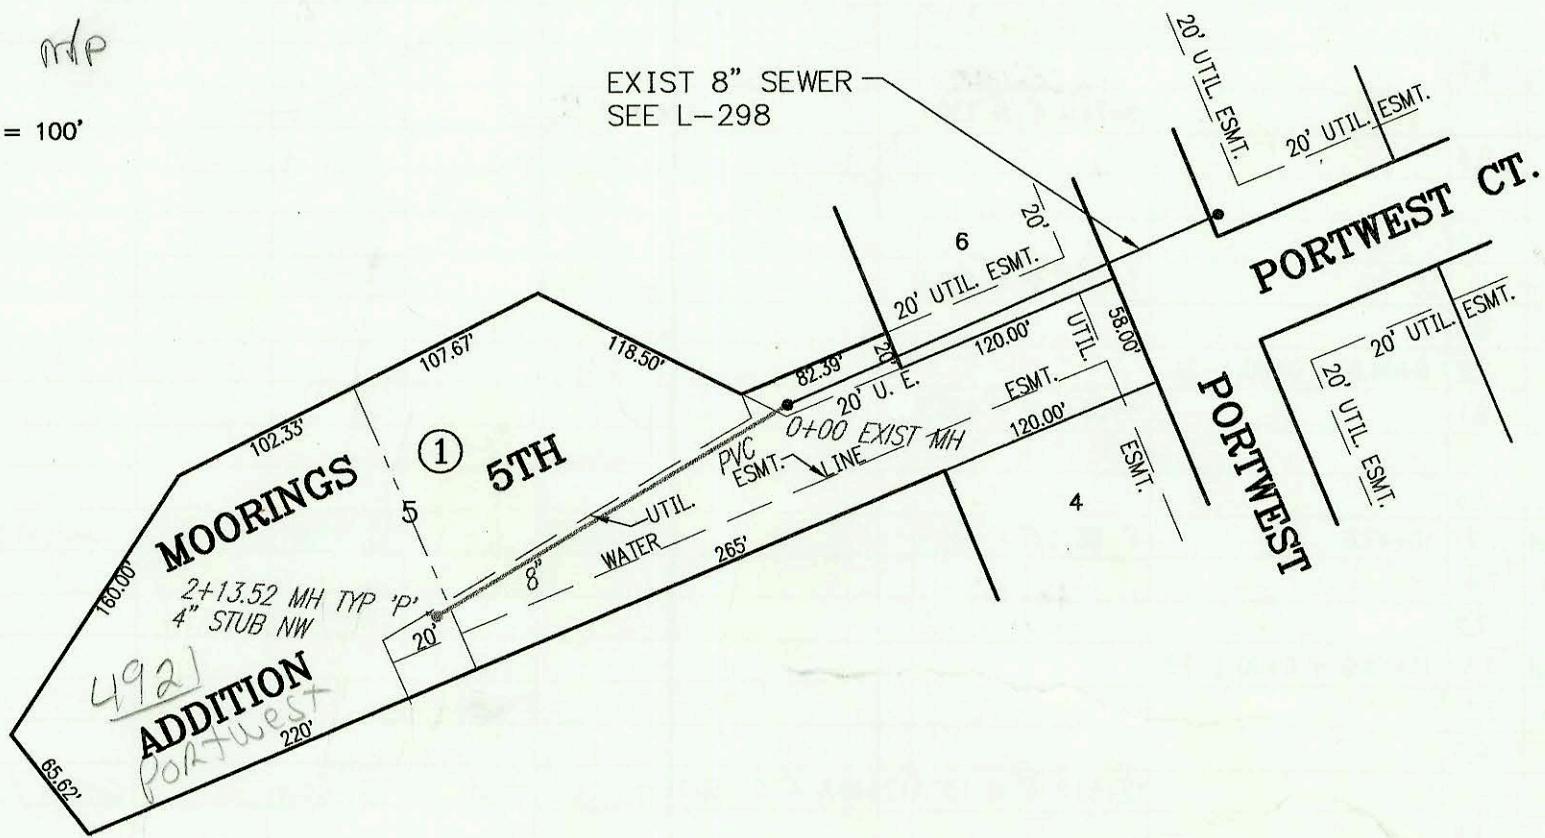 m/p
= 100'
EXIST 8" SEWER
SEE L-298
20' UTIL. ESMT.
20' UTIL. ESMT.
PORTWEST CT.
20'
6
20' UTIL. ESMT.
107.67'
118.50'
82.39'
20'
120.00'
UTIL.
58.00'
20' UTIL. ESMT.
20' UTIL. ESMT.
102.33'
1
5TH
20' U. E.
ESMT.
PORTWEST
0+00 EXIST MH
120.00'
PVC
ESMT.
LINE
ESMT.
MOORINGS
5
UTIL.
4
WATER
265'
160.00'
8"
2+13.52 MH TYP 'P'
4" STUB NW
20'
4921
ADDITION
Portwest
220'
65.62'